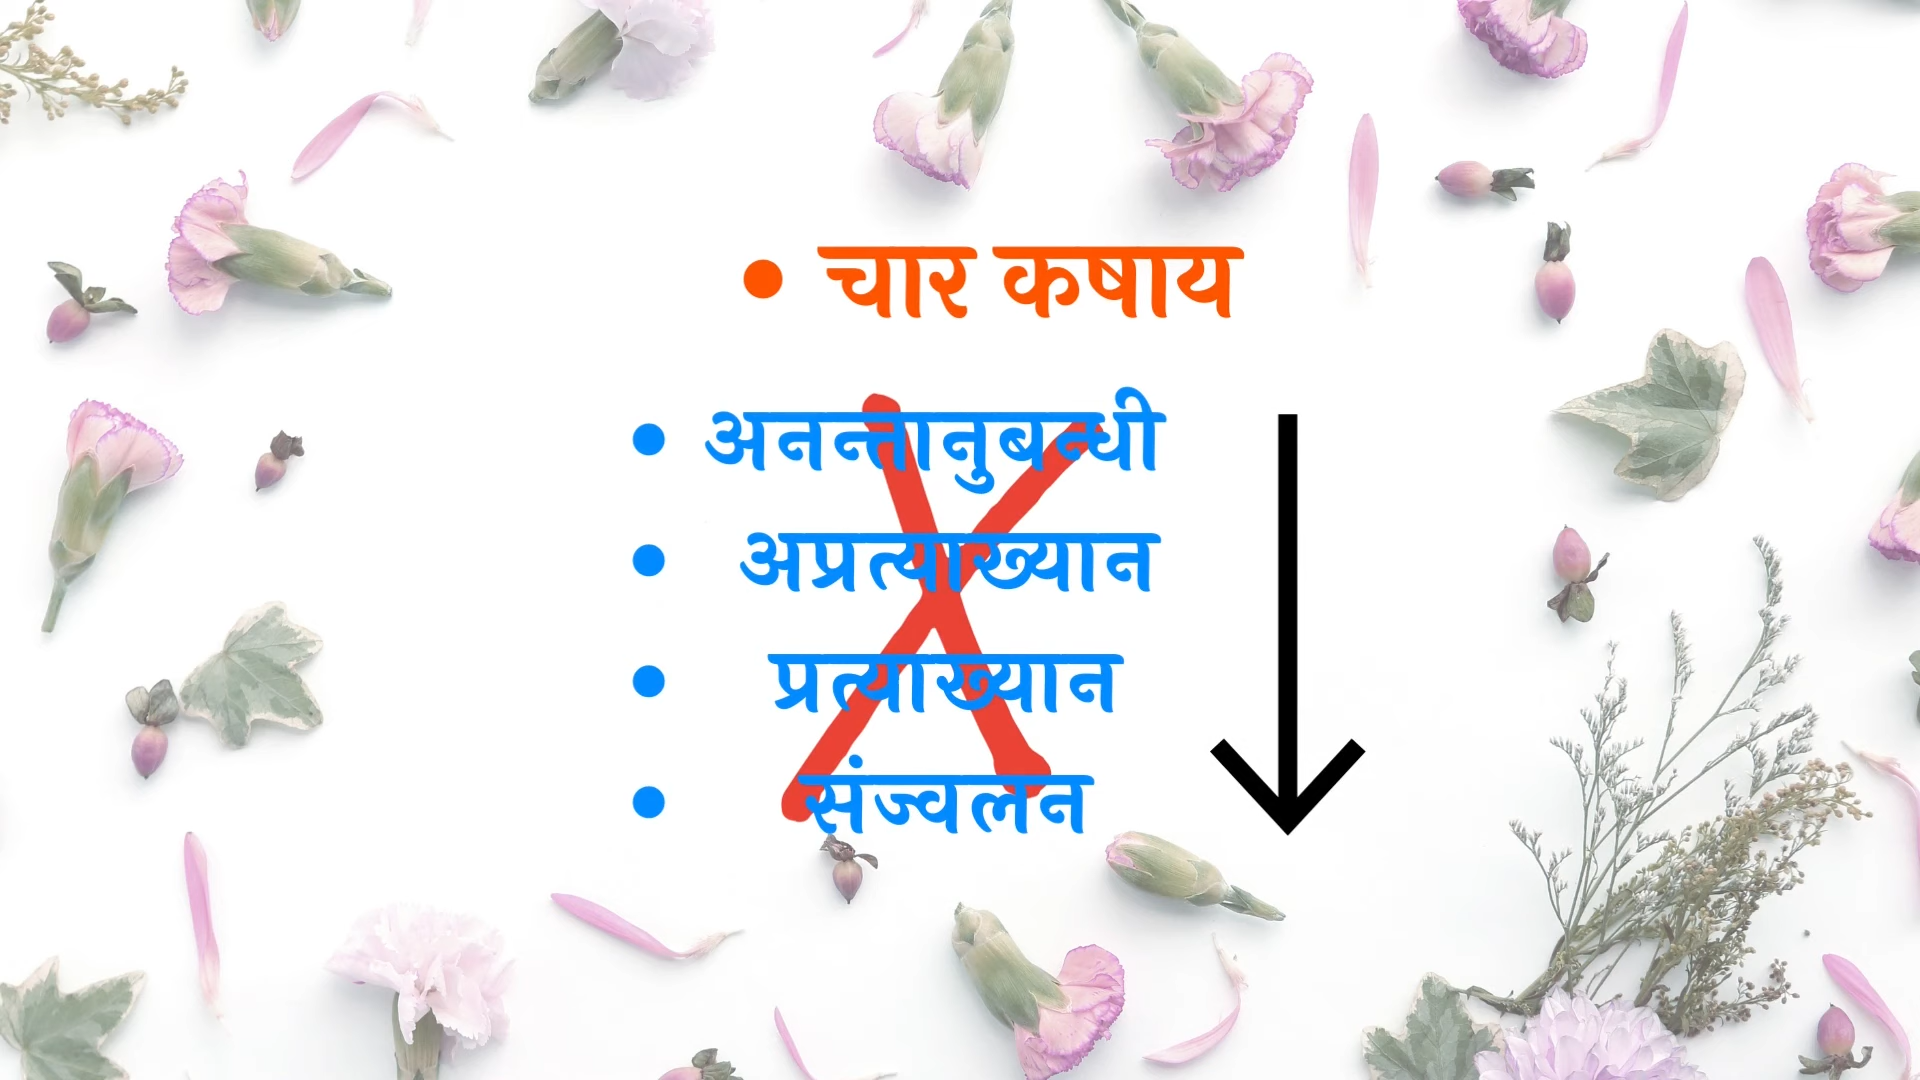 • चार कषाय
• अनन्तानुबन्धी
• अप्रत्याख्यान
• प्रत्याख्यान
• संज्वलन